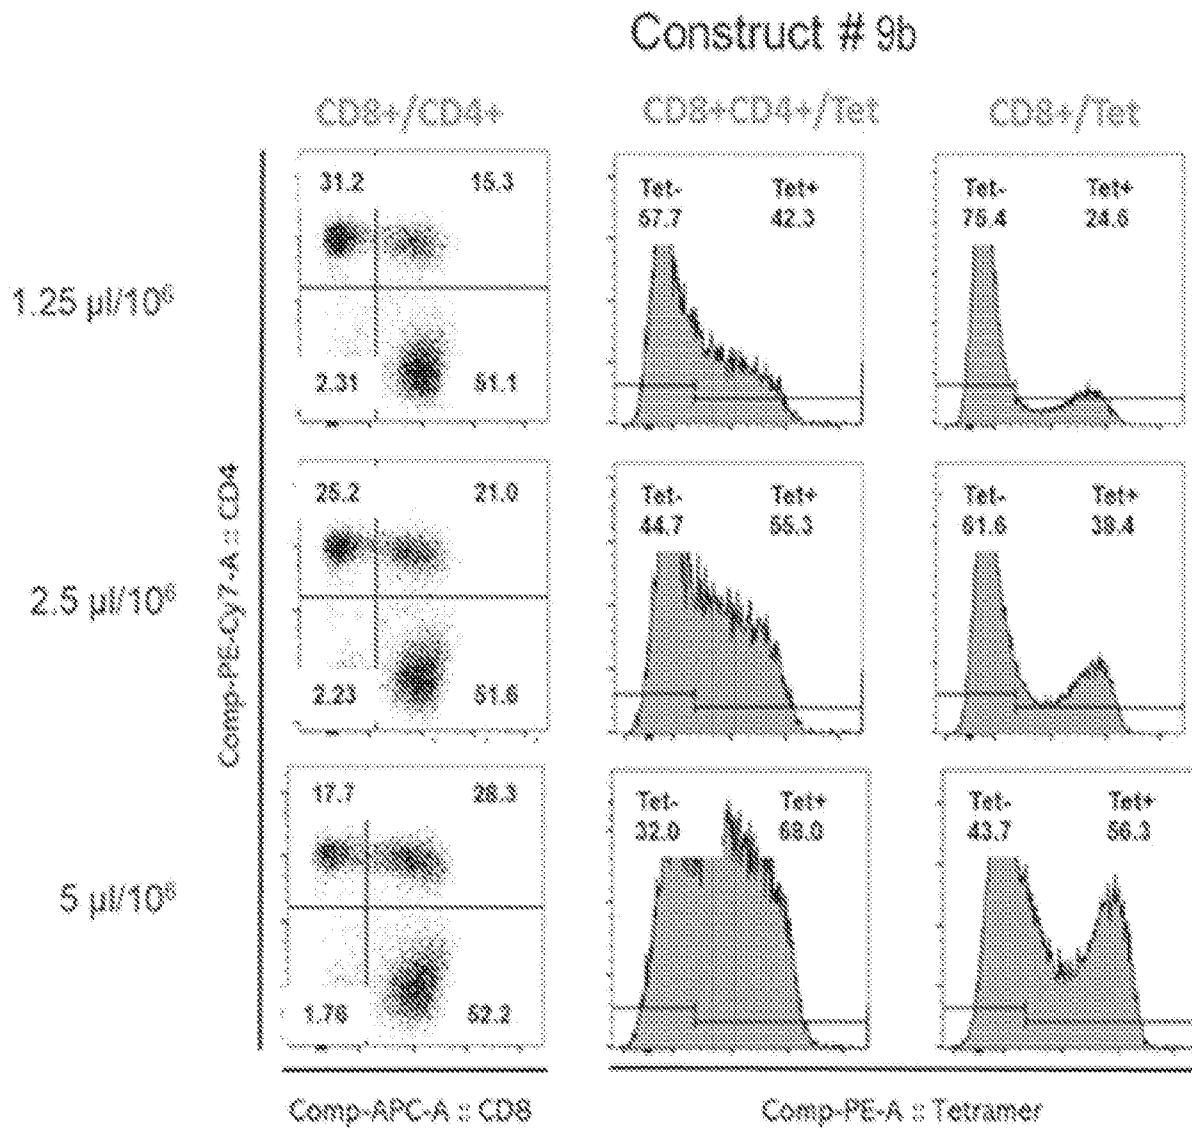 Construct # 9b
CD8+/CD4+ CD8+CD4+/Tet CD8+/Tet
1.25 µl/10⁶
31.2 15.3
2.31 51.1
Tet- Tet+
57.7 42.3
Tet- Tet+
75.4 24.6
2.5 µl/10⁶
25.2 21.0
2.23 51.6
Tet- Tet+
44.7 55.3
Tet- Tet+
61.6 38.4
5 µl/10⁶
17.7 28.3
1.76 52.2
Tet- Tet+
32.0 68.0
Tet- Tet+
43.7 56.3
Comp-PE-Cy7-A :: CD4
Comp-APC-A :: CD8 Comp-PE-A :: Tetramer